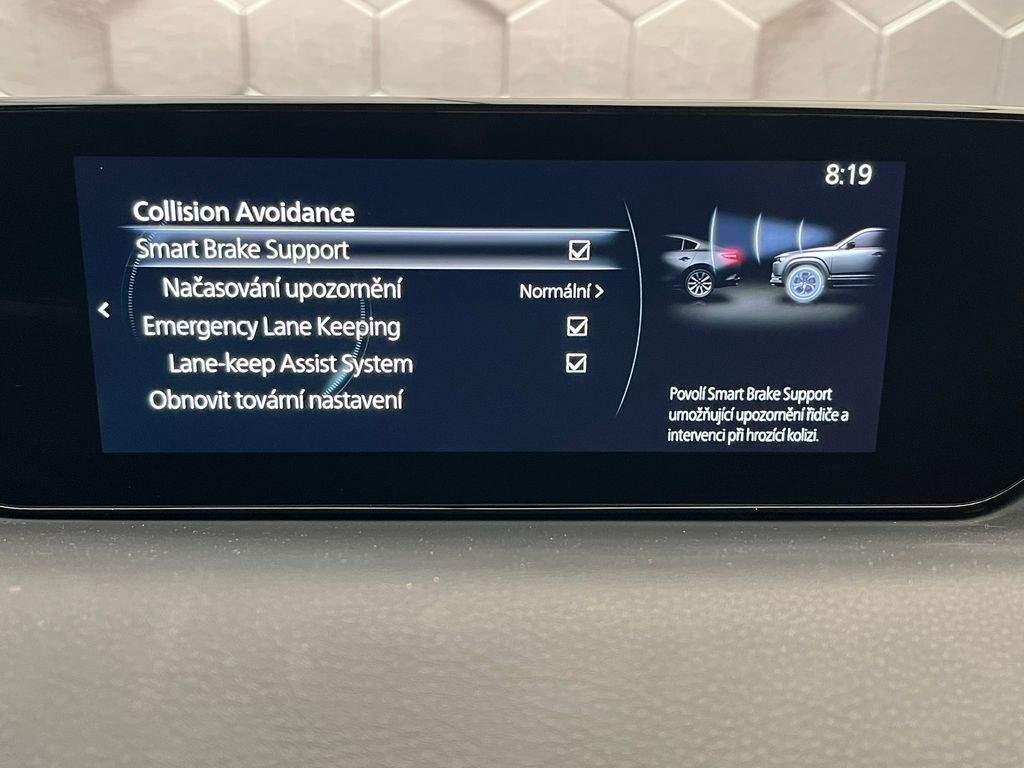 8:19
Collision Avoidance
Smart Brake Support
Načasování upozornění Normální
Emergency Lane Keeping
Lane-keep Assist System
Obnovit tovární nastavení
Povolí Smart Brake Support
umožňující upozornění řidiče a
intervenci při hrozící kolizi.